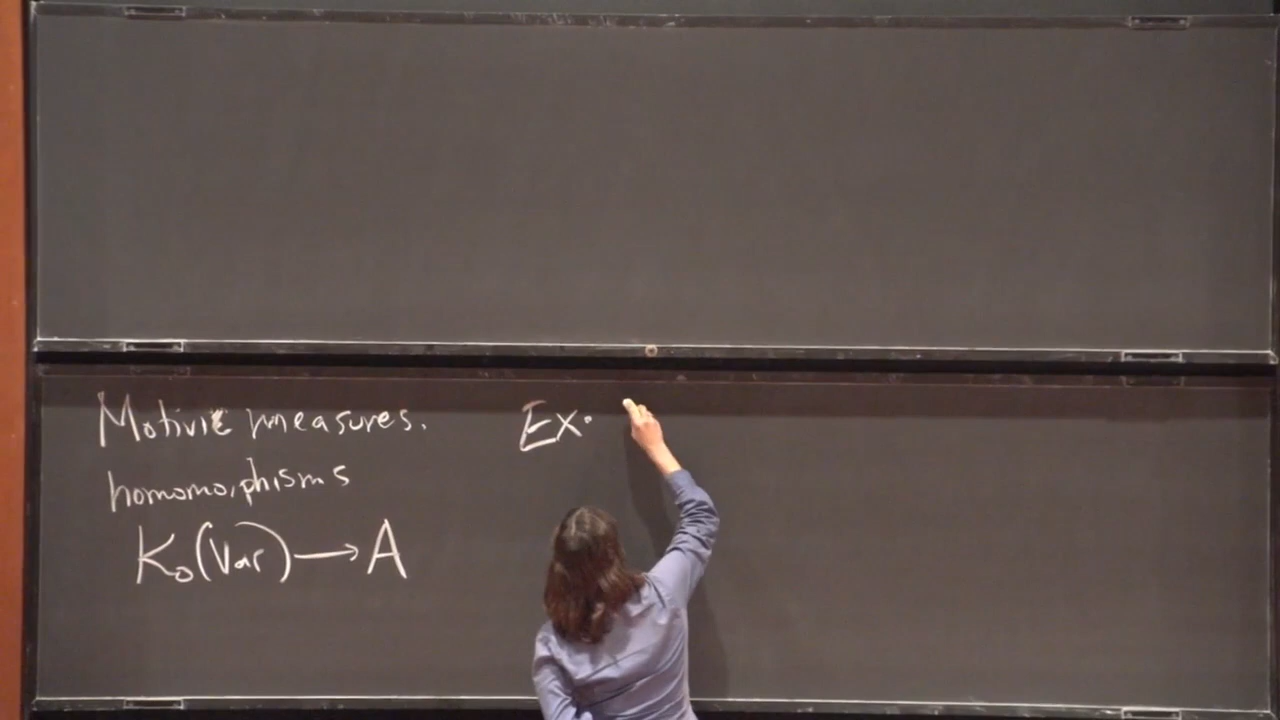 Motivic measures.
homomorphisms
K₀(Var) → A
Ex.